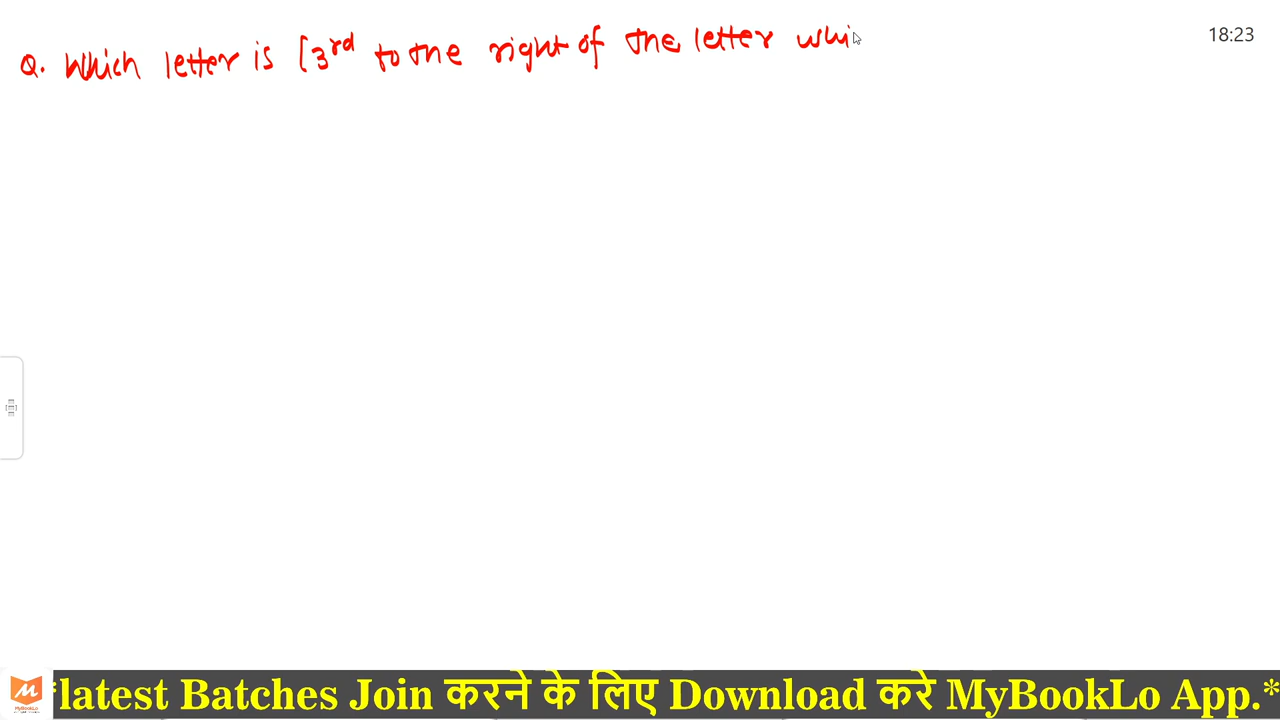 Q. Which letter is [3rd to the right of the letter whi
18:23
*latest Batches Join करने के लिए Download करे MyBookLo App.*
MyBookLo